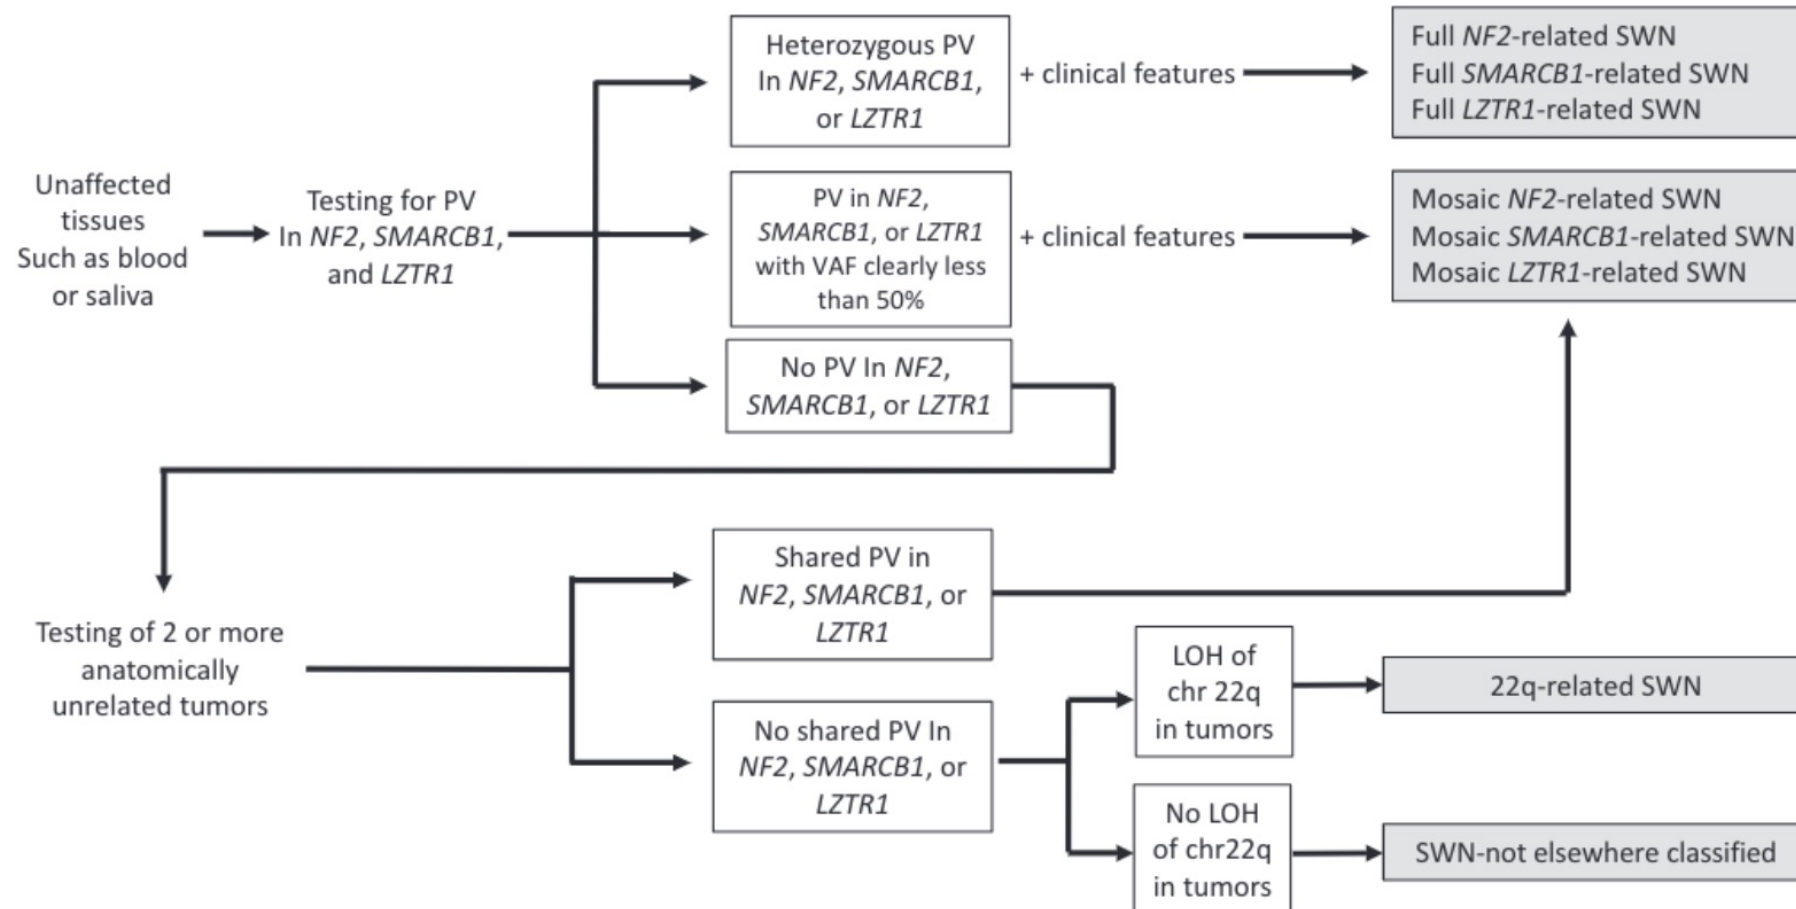 Unaffected
tissues
Such as blood
or saliva
Testing for PV
In NF2, SMARCB1,
and LZTR1
Heterozygous PV
In NF2, SMARCB1,
or LZTR1
+ clinical features
Full NF2-related SWN
Full SMARCB1-related SWN
Full LZTR1-related SWN
PV in NF2,
SMARCB1, or LZTR1
with VAF clearly less
than 50%
+ clinical features
Mosaic NF2-related SWN
Mosaic SMARCB1-related SWN
Mosaic LZTR1-related SWN
No PV In NF2,
SMARCB1, or LZTR1
Testing of 2 or more
anatomically
unrelated tumors
Shared PV in
NF2, SMARCB1, or
LZTR1
No shared PV In
NF2, SMARCB1, or
LZTR1
LOH of
chr 22q
in tumors
22q-related SWN
No LOH
of chr22q
in tumors
SWN-not elsewhere classified